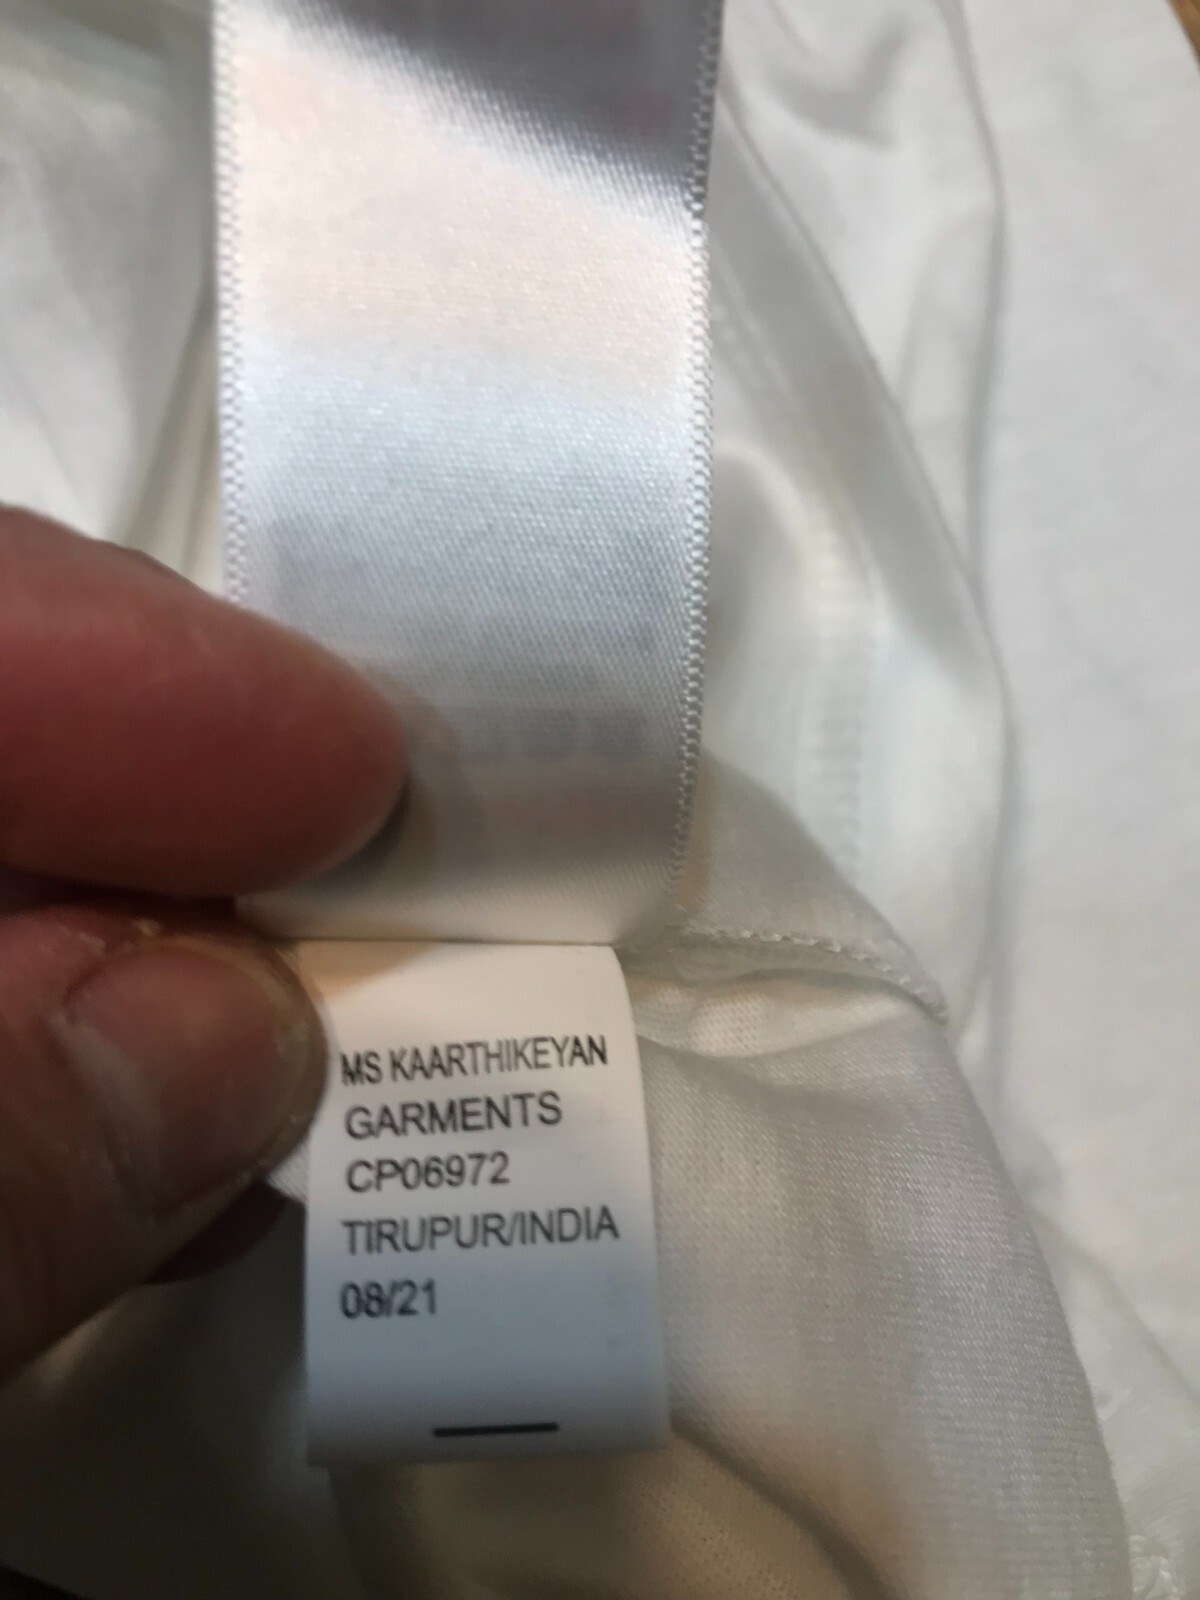 MS KAARTHIKEYAN
GARMENTS
CP06972
TIRUPUR/INDIA
08/21